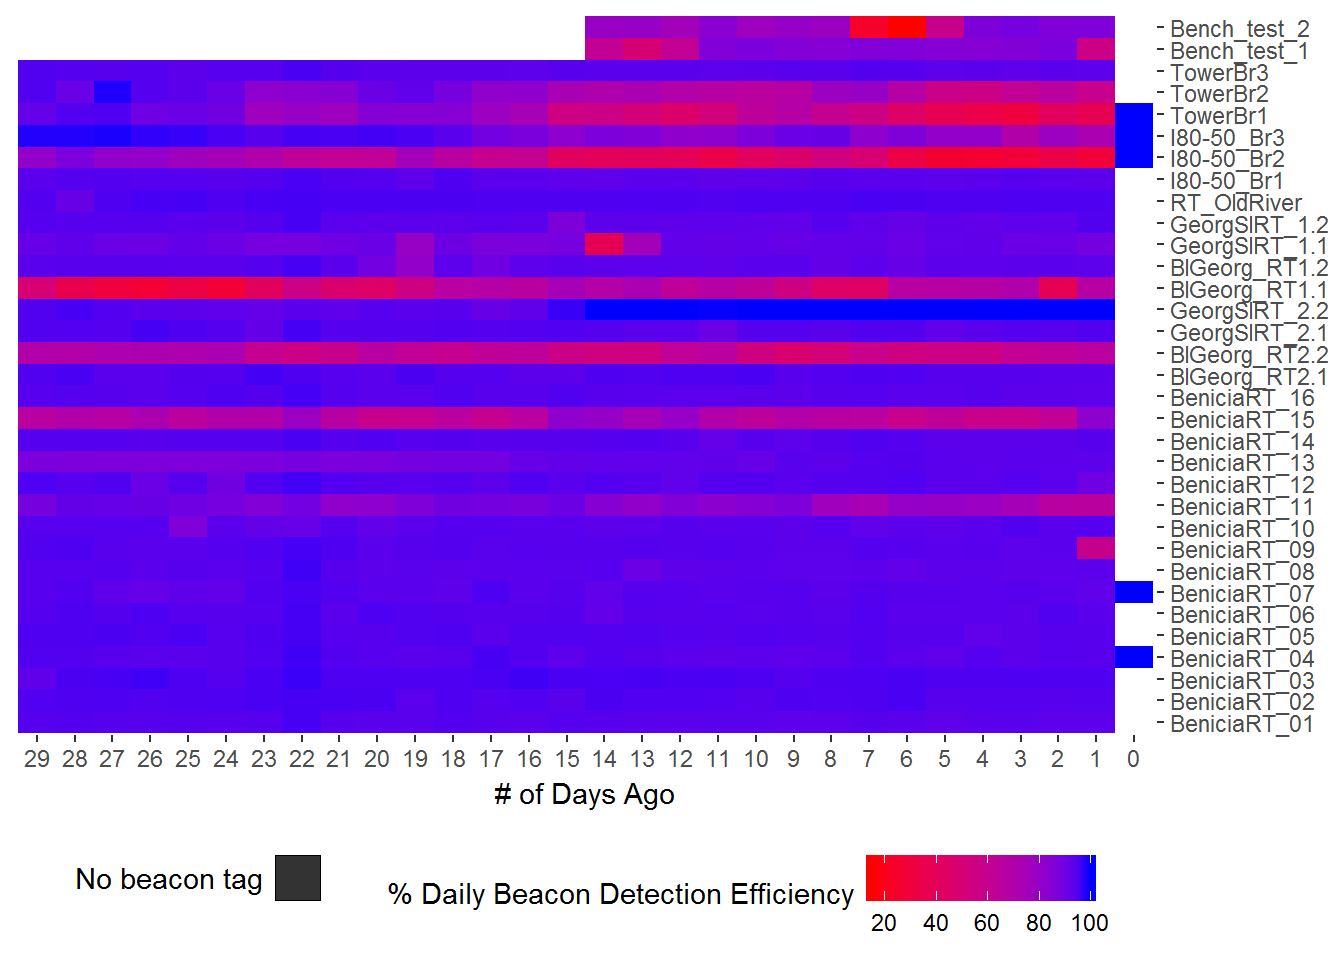 Bench_test_2
Bench_test_1
TowerBr3
TowerBr2
TowerBr1
I80-50_Br3
I80-50_Br2
I80-50_Br1
RT_OldRiver
GeorgSlRT_1.2
GeorgSlRT_1.1
BlGeorg_RT1.2
BlGeorg_RT1.1
GeorgSlRT_2.2
GeorgSlRT_2.1
BlGeorg_RT2.2
BlGeorg_RT2.1
BeniciaRT_16
BeniciaRT_15
BeniciaRT_14
BeniciaRT_13
BeniciaRT_12
BeniciaRT_11
BeniciaRT_10
BeniciaRT_09
BeniciaRT_08
BeniciaRT_07
BeniciaRT_06
BeniciaRT_05
BeniciaRT_04
BeniciaRT_03
BeniciaRT_02
BeniciaRT_01
29 28 27 26 25 24 23 22 21 20 19 18 17 16 15 14 13 12 11 10 9 8 7 6 5 4 3 2 1 0
# of Days Ago
No beacon tag
% Daily Beacon Detection Efficiency
20 40 60 80 100